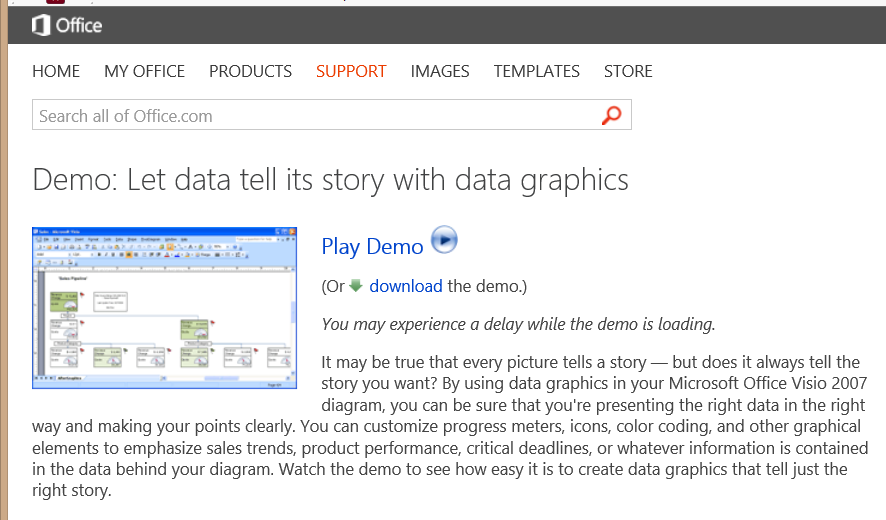 Office
HOME MY OFFICE PRODUCTS SUPPORT IMAGES TEMPLATES STORE
Search all of Office.com
Demo: Let data tell its story with data graphics
Play Demo
(Or download the demo.)
You may experience a delay while the demo is loading.
It may be true that every picture tells a story — but does it always tell the
story you want? By using data graphics in your Microsoft Office Visio 2007
diagram, you can be sure that you're presenting the right data in the right
way and making your points clearly. You can customize progress meters, icons, color coding, and other graphical
elements to emphasize sales trends, product performance, critical deadlines, or whatever information is contained
in the data behind your diagram. Watch the demo to see how easy it is to create data graphics that tell just the
right story.